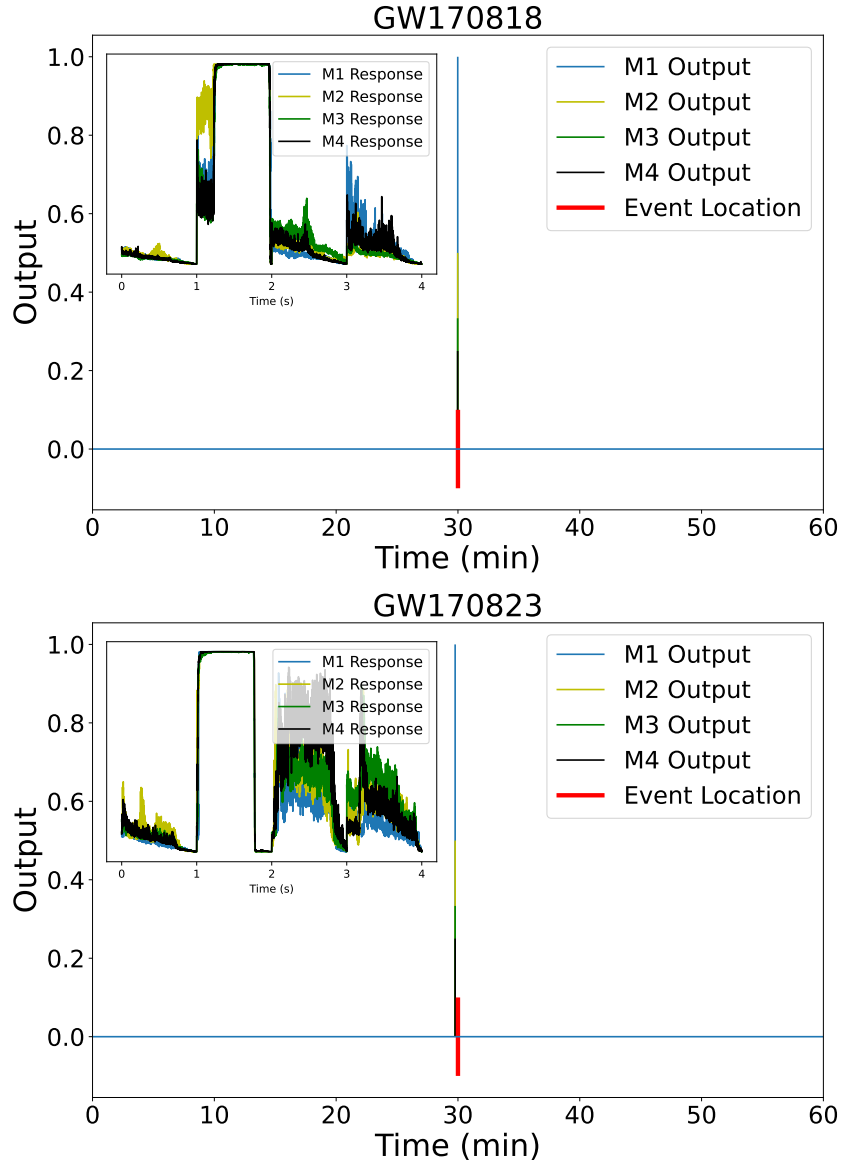 GW170818
1.0
0.8
0.6
0.4
0.2
0.0
Output
M1 Response
M2 Response
M3 Response
M4 Response
0 1 2 3 4
Time (s)
M1 Output
M2 Output
M3 Output
M4 Output
Event Location
0 10 20 30 40 50 60
Time (min)
GW170823
1.0
0.8
0.6
0.4
0.2
0.0
Output
M1 Response
M2 Response
M3 Response
M4 Response
0 1 2 3 4
Time (s)
M1 Output
M2 Output
M3 Output
M4 Output
Event Location
0 10 20 30 40 50 60
Time (min)